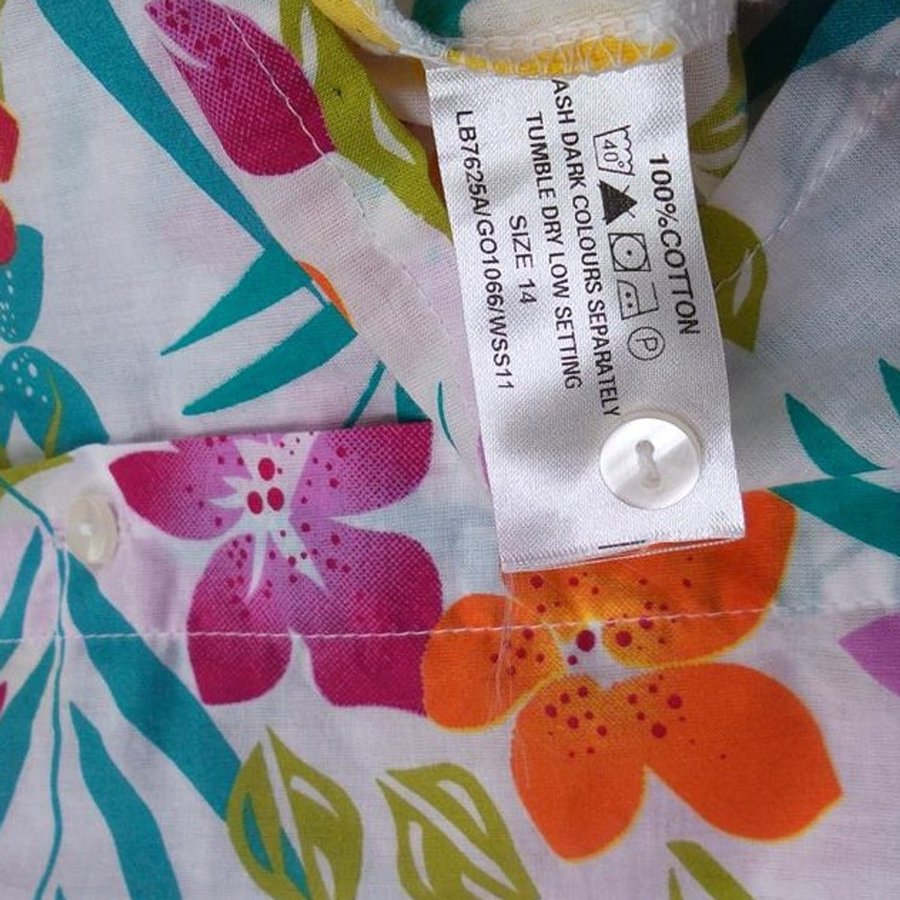 100%COTTON
40°
P
ASH DARK COLOURS SEPARATELY
TUMBLE DRY LOW SETTING
SIZE 14
LB7625A/GO1066/WSS11